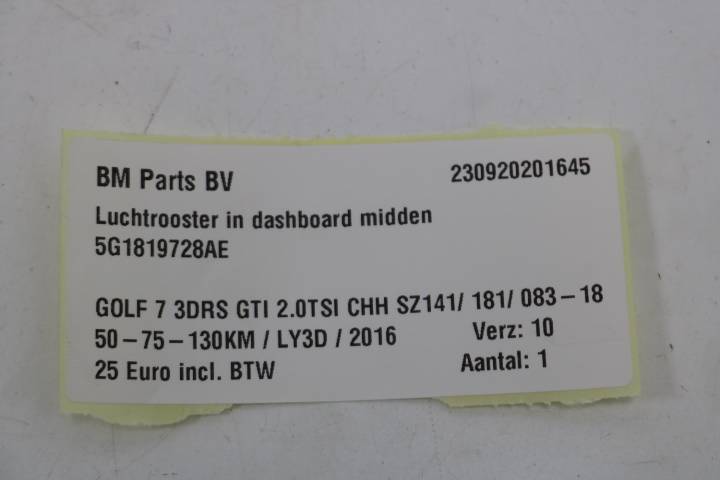 BM Parts BV 230920201645
Luchtrooster in dashboard midden
5G1819728AE
GOLF 7 3DRS GTI 2.0TSI CHH SZ141/ 181/ 083-18
50-75-130KM / LY3D / 2016 Verz: 10
25 Euro incl. BTW Aantal: 1